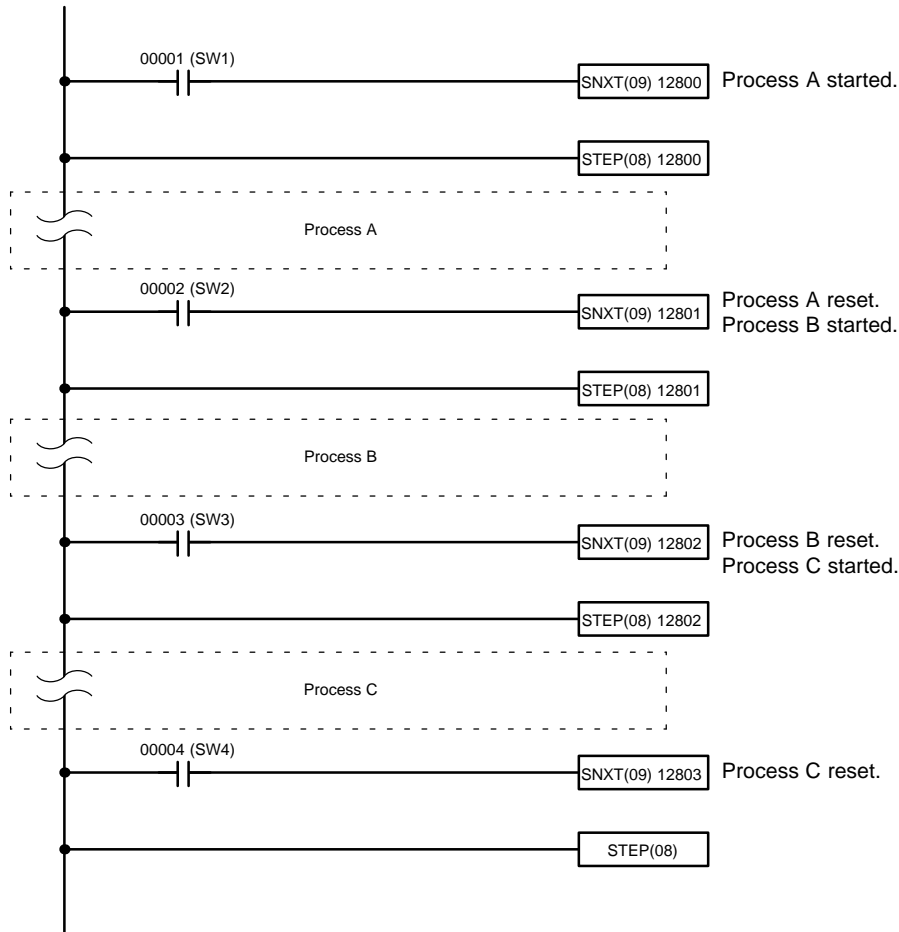 00001 (SW1)
SNXT(09) 12800
Process A started.
STEP(08) 12800
Process A
00002 (SW2)
SNXT(09) 12801
Process A reset.
Process B started.
STEP(08) 12801
Process B
00003 (SW3)
SNXT(09) 12802
Process B reset.
Process C started.
STEP(08) 12802
Process C
00004 (SW4)
SNXT(09) 12803
Process C reset.
STEP(08)